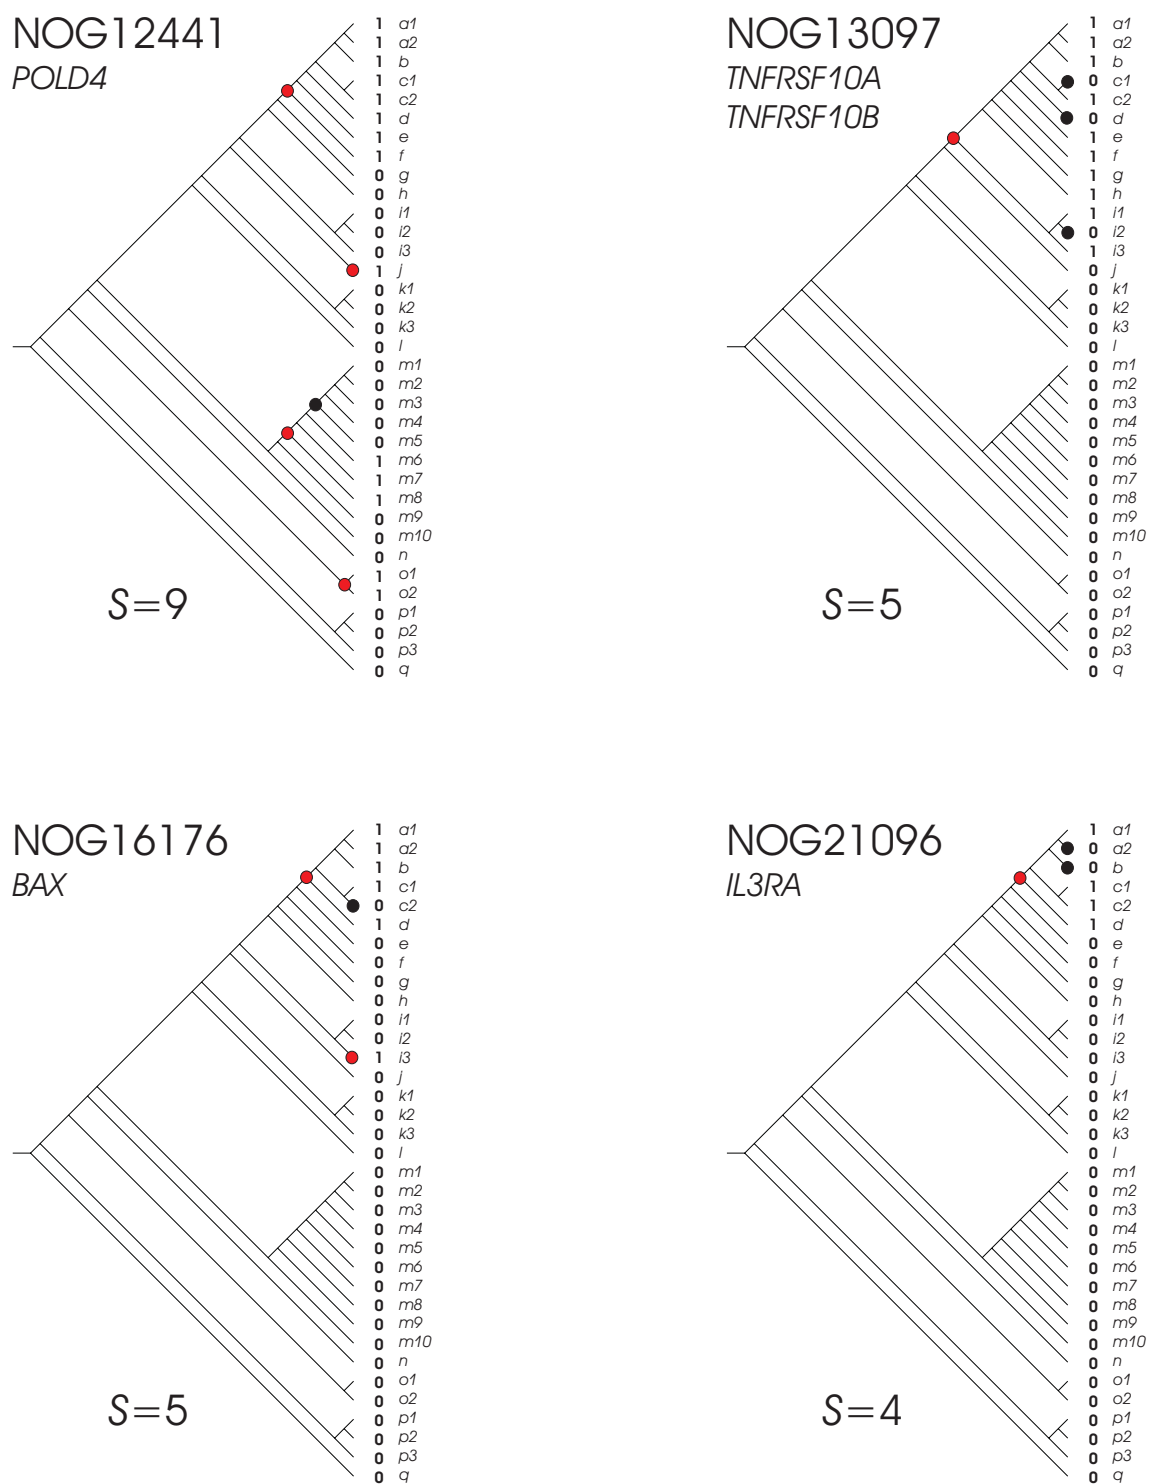 NOG12441
POLD4
1 a1
1 a2
1 b
1 c1
1 c2
1 d
1 e
1 f
0 g
0 h
0 i1
0 i2
0 i3
1 j
0 k1
0 k2
0 k3
0 l
0 m1
0 m2
0 m3
0 m4
0 m5
1 m6
1 m7
1 m8
0 m9
0 m10
0 n
1 o1
1 o2
0 p1
0 p2
0 p3
0 q
S=9
NOG13097
TNFRSF10A
TNFRSF10B
1 a1
1 a2
1 b
0 c1
1 c2
0 d
1 e
1 f
1 g
1 h
1 i1
0 i2
1 i3
0 j
0 k1
0 k2
0 k3
0 l
0 m1
0 m2
0 m3
0 m4
0 m5
0 m6
0 m7
0 m8
0 m9
0 m10
0 n
0 o1
0 o2
0 p1
0 p2
0 p3
0 q
S=5
NOG16176
BAX
1 a1
1 a2
1 b
1 c1
0 c2
1 d
0 e
0 f
0 g
0 h
0 i1
0 i2
1 i3
0 j
0 k1
0 k2
0 k3
0 l
0 m1
0 m2
0 m3
0 m4
0 m5
0 m6
0 m7
0 m8
0 m9
0 m10
0 n
0 o1
0 o2
0 p1
0 p2
0 p3
0 q
S=5
NOG21096
IL3RA
1 a1
0 a2
0 b
1 c1
1 c2
1 d
0 e
0 f
0 g
0 h
0 i1
0 i2
0 i3
0 j
0 k1
0 k2
0 k3
0 l
0 m1
0 m2
0 m3
0 m4
0 m5
0 m6
0 m7
0 m8
0 m9
0 m10
0 n
0 o1
0 o2
0 p1
0 p2
0 p3
0 q
S=4